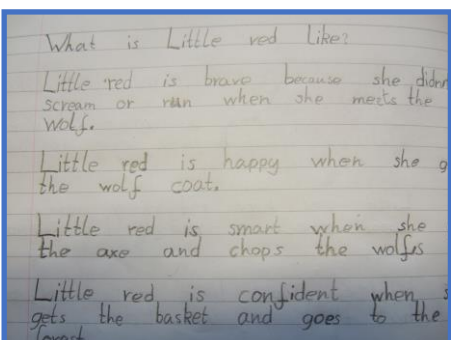 What is Little red like?
Little red is brave because she
scream or run when she meets the
wolf.
Little red is happy when she
the wolf coat.
Little red is smart when she
the axe and chops the wolfs
Little red is confident when
gets the basket and goes to the